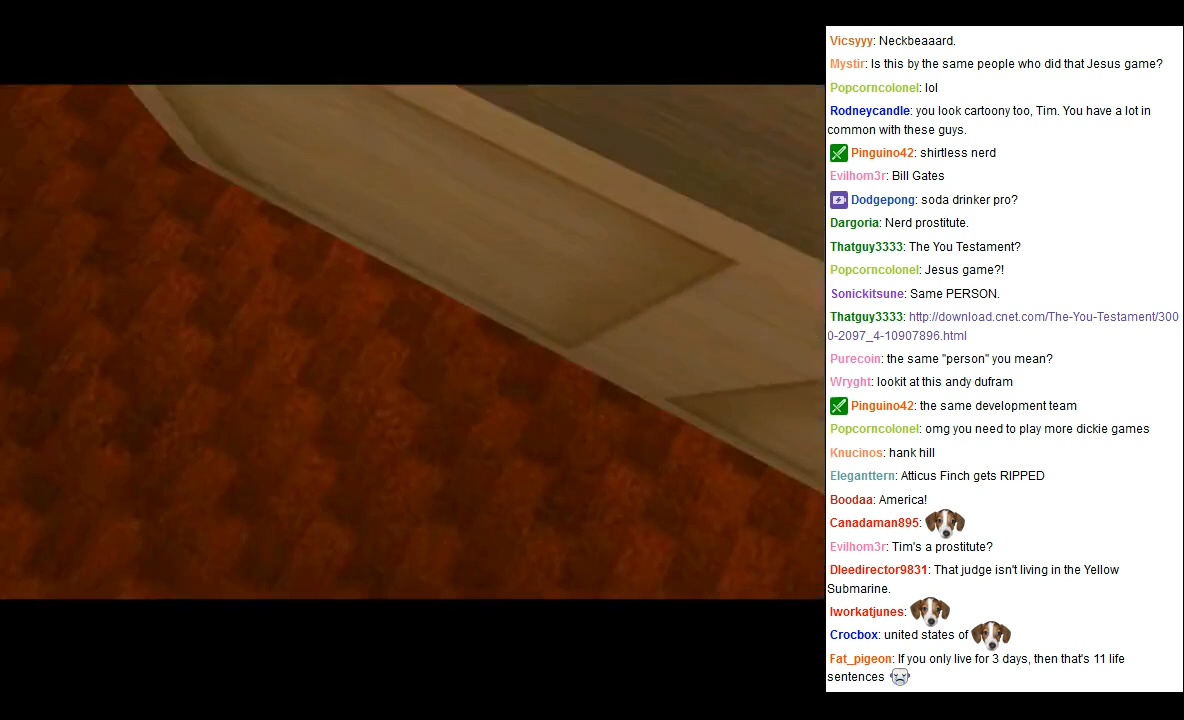 Vicsyyy: Neckbeaaard.
Mystir: Is this by the same people who did that Jesus game?
Popcorncolonel: lol
Rodneycandle: you look cartoony too, Tim. You have a lot in
common with these guys.
Pinguino42: shirtless nerd
Evilhom3r: Bill Gates
Dodgepong: soda drinker pro?
Dargoria: Nerd prostitute.
Thatguy3333: The You Testament?
Popcorncolonel: Jesus game?!
Sonickitsune: Same PERSON.
Thatguy3333: http://download.cnet.com/The-You-Testament/300
0-2097_4-10907896.html
Purecoin: the same "person" you mean?
Wryght: lookit at this andy dufram
Pinguino42: the same development team
Popcorncolonel: omg you need to play more dickie games
Knucinos: hank hill
Eleganttern: Atticus Finch gets RIPPED
Boodaa: America!
Canadaman895:
Evilhom3r: Tim's a prostitute?
Dleedirector9831: That judge isn't living in the Yellow
Submarine.
Iworkatjunes:
Crocbox: united states of
Fat_pigeon: If you only live for 3 days, then that's 11 life
sentences